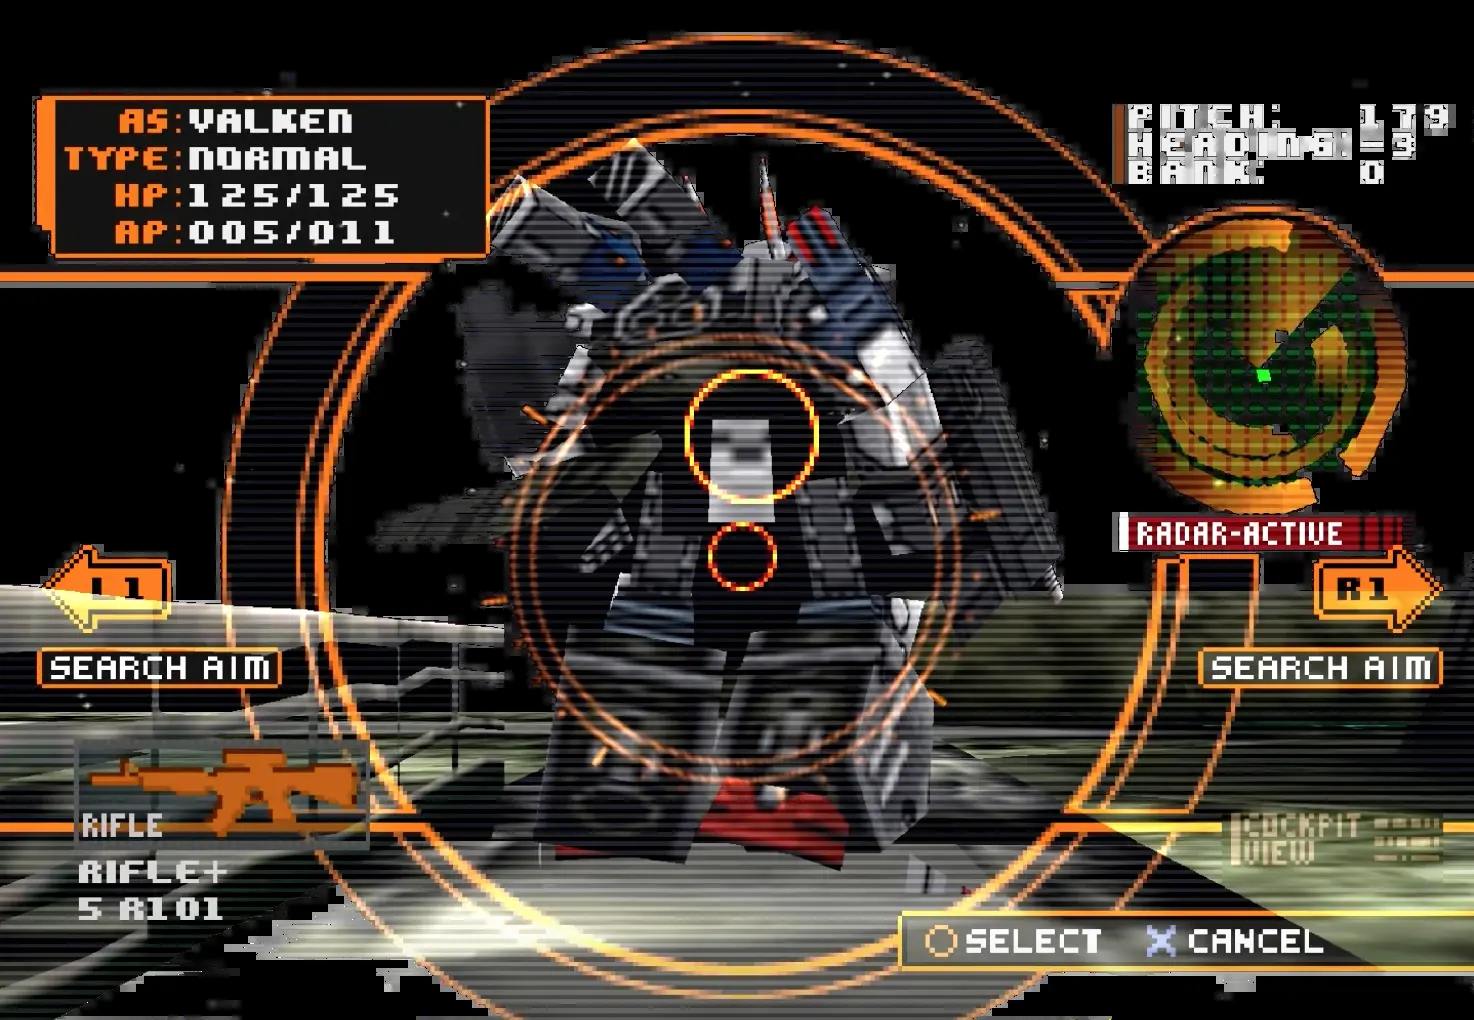 AS:VALKEN
TYPE:NORMAL
HP:125/125
AP:005/011
PITCH: 179
HEADING:-3
BANK: 0
RADAR-ACTIVE
L1
R1
SEARCH AIM
SEARCH AIM
RIFLE
RIFLE+
5 R101
COCKPIT
VIEW
SELECT
CANCEL